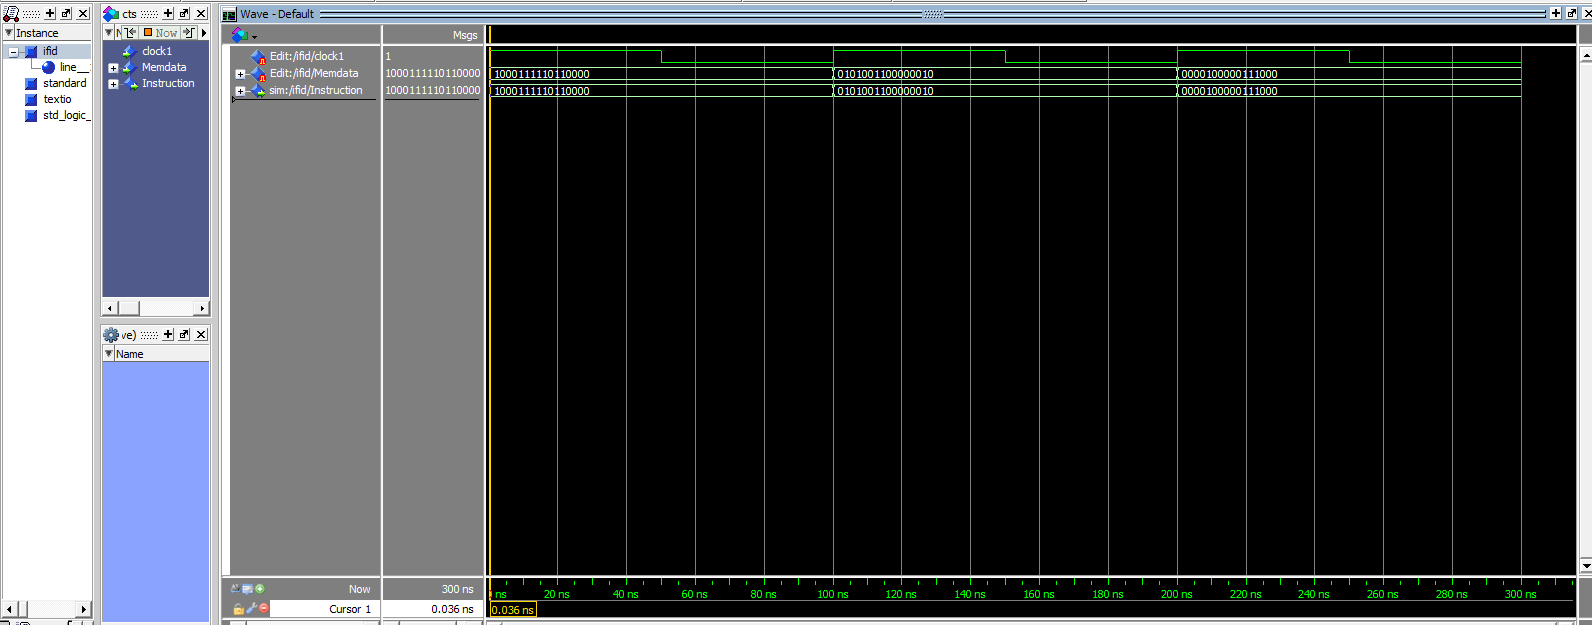 Instance
ifid
line__
standard
textio
std_logic_
cts
Now
clock1
Memdata
Instruction
ve)
Name
Wave - Default
Msgs
Edit:/ifid/clock1 1
Edit:/ifid/Memdata 1000111110110000 1000111110110000 0101001100000010 0000100000111000
sim:/ifid/Instruction 1000111110110000 1000111110110000 0101001100000010 0000100000111000
Now 300 ns ns 20 ns 40 ns 60 ns 80 ns 100 ns 120 ns 140 ns 160 ns 180 ns 200 ns 220 ns 240 ns 260 ns 280 ns 300 ns
Cursor 1 0.036 ns 0.036 ns